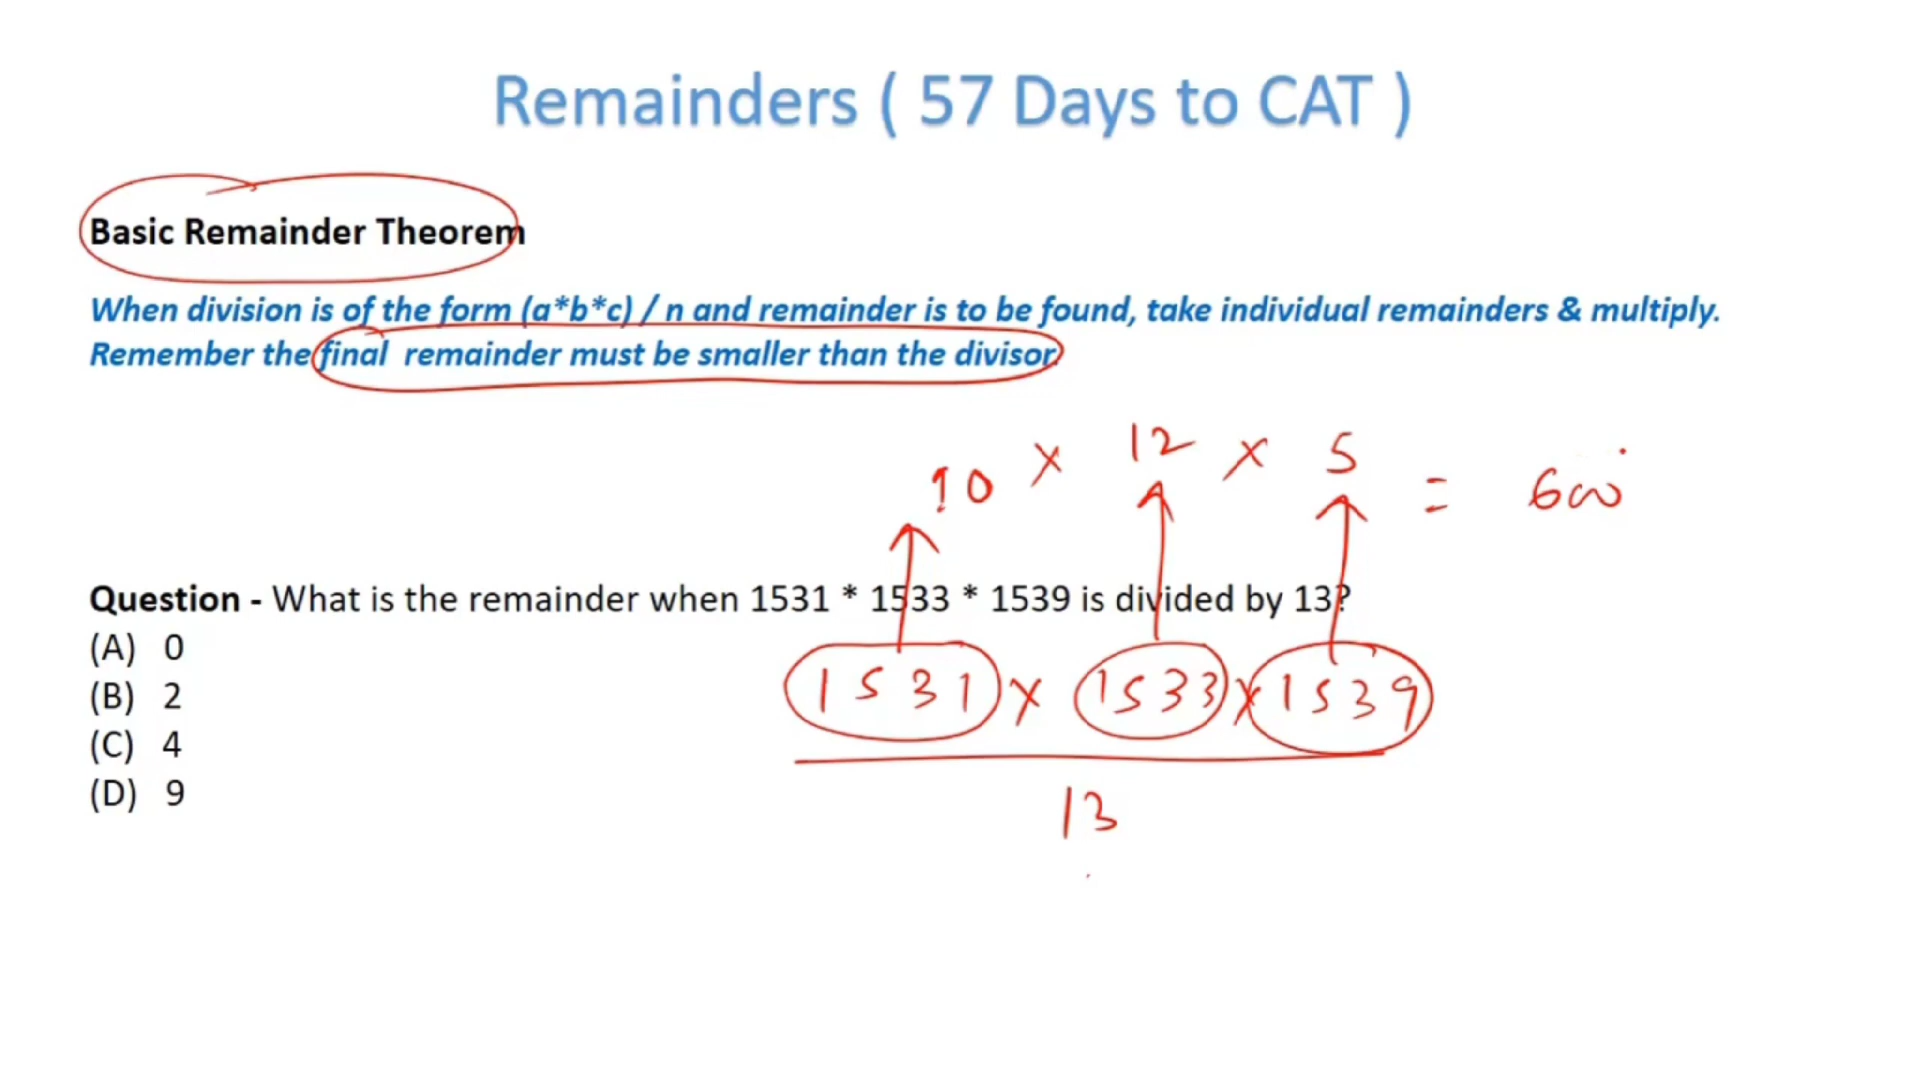 Remainders ( 57 Days to CAT )
Basic Remainder Theorem
When division is of the form (a*b*c) / n and remainder is to be found, take individual remainders & multiply.
Remember the final remainder must be smaller than the divisor.
10 × 12 × 5 = 600
Question - What is the remainder when 1531 * 1533 * 1539 is divided by 13?
(A) 0
(B) 2
(C) 4
(D) 9
1531 × 1533 × 1539
13